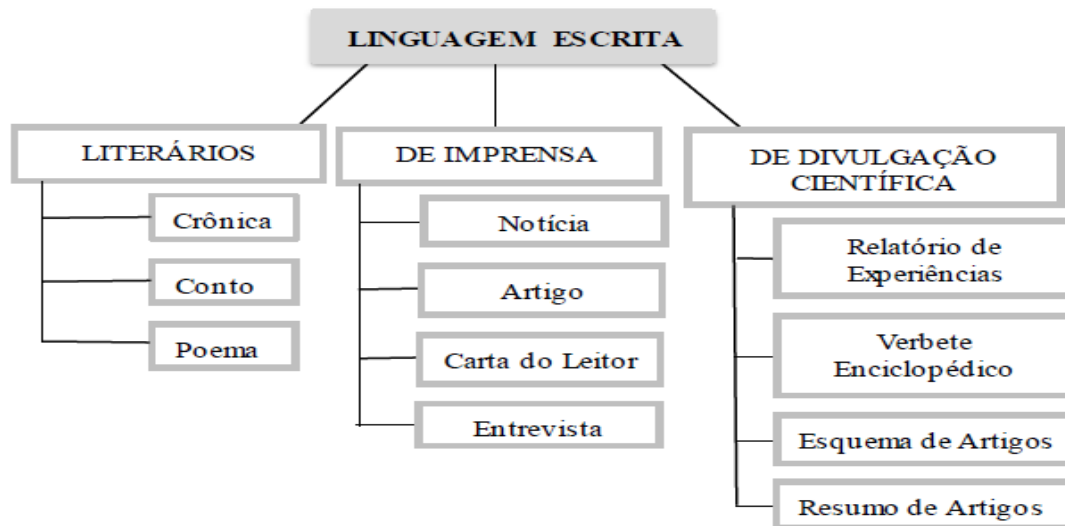 LINGUAGEM ESCRITA
LITERÁRIOS
Crônica
Conto
Poema
DE IMPRENSA
Notícia
Artigo
Carta do Leitor
Entrevista
DE DIVULGAÇÃO
CIENTÍFICA
Relatório de
Experiências
Verbete
Enciclopédico
Esquema de Artigos
Resumo de Artigos